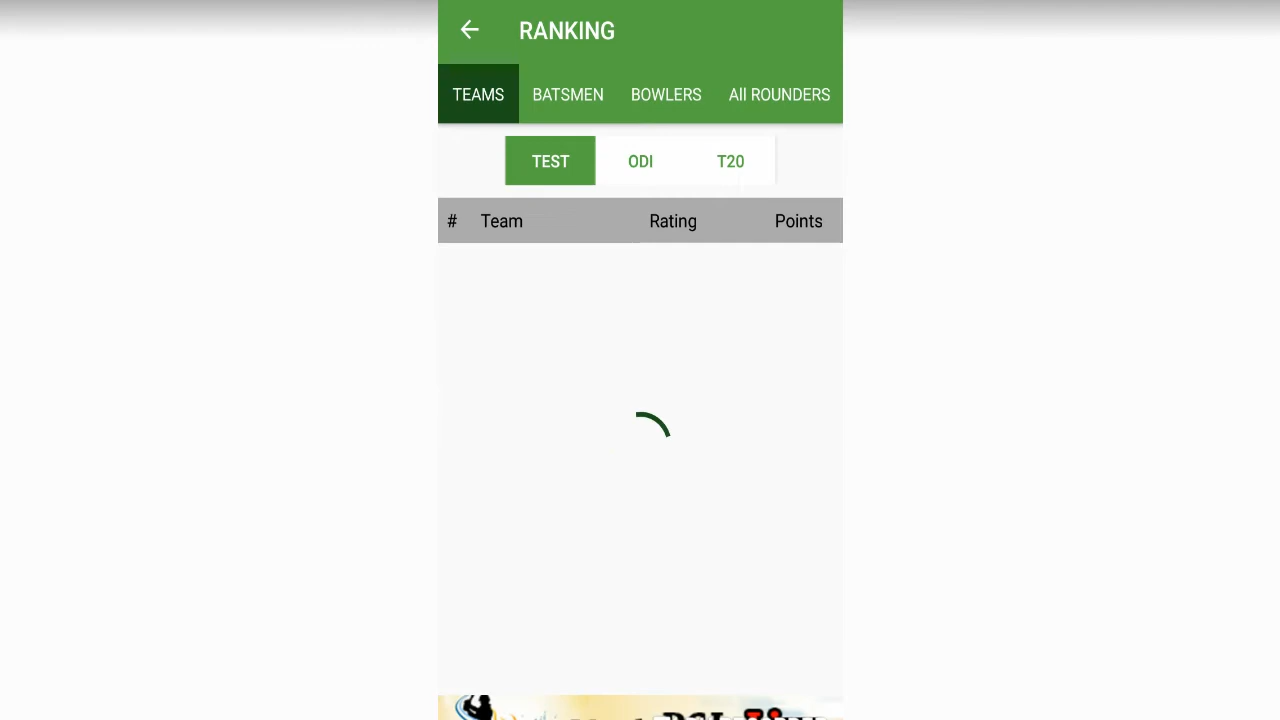 RANKING
TEAMS BATSMEN BOWLERS All ROUNDERS
TEST ODI T20
# Team Rating Points